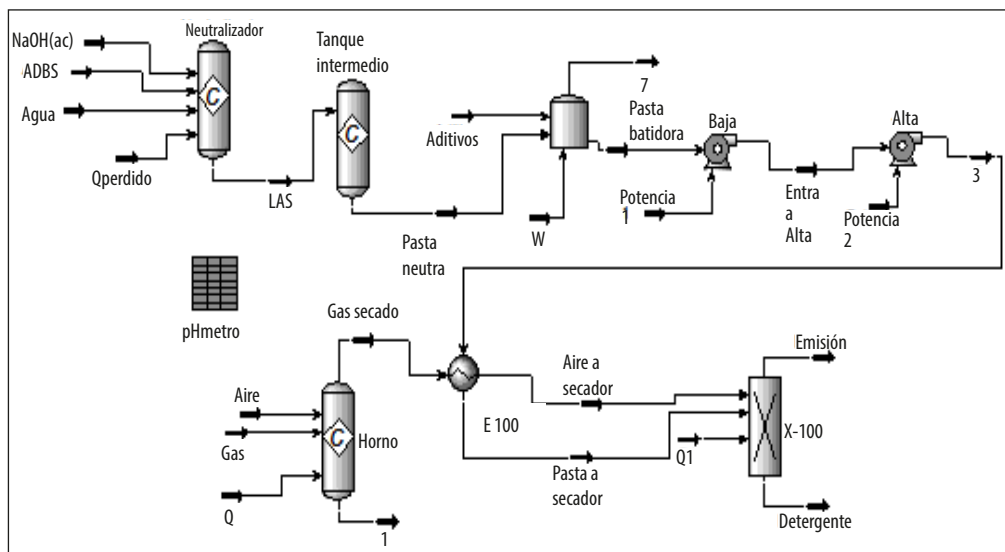 NaOH(ac)
ADBS
Agua
Qperdido
Neutralizador
C
LAS
Tanque
intermedio
C
Aditivos
7
Pasta
batidora
W
Pasta
neutra
Baja
Potencia
1
Entra
a
Alta
Alta
Potencia
2
3
pHmetro
Gas secado
Aire
Gas
Q
C
Horno
1
E 100
Aire a
secador
Pasta a
secador
Q1
Emisión
X-100
Detergente